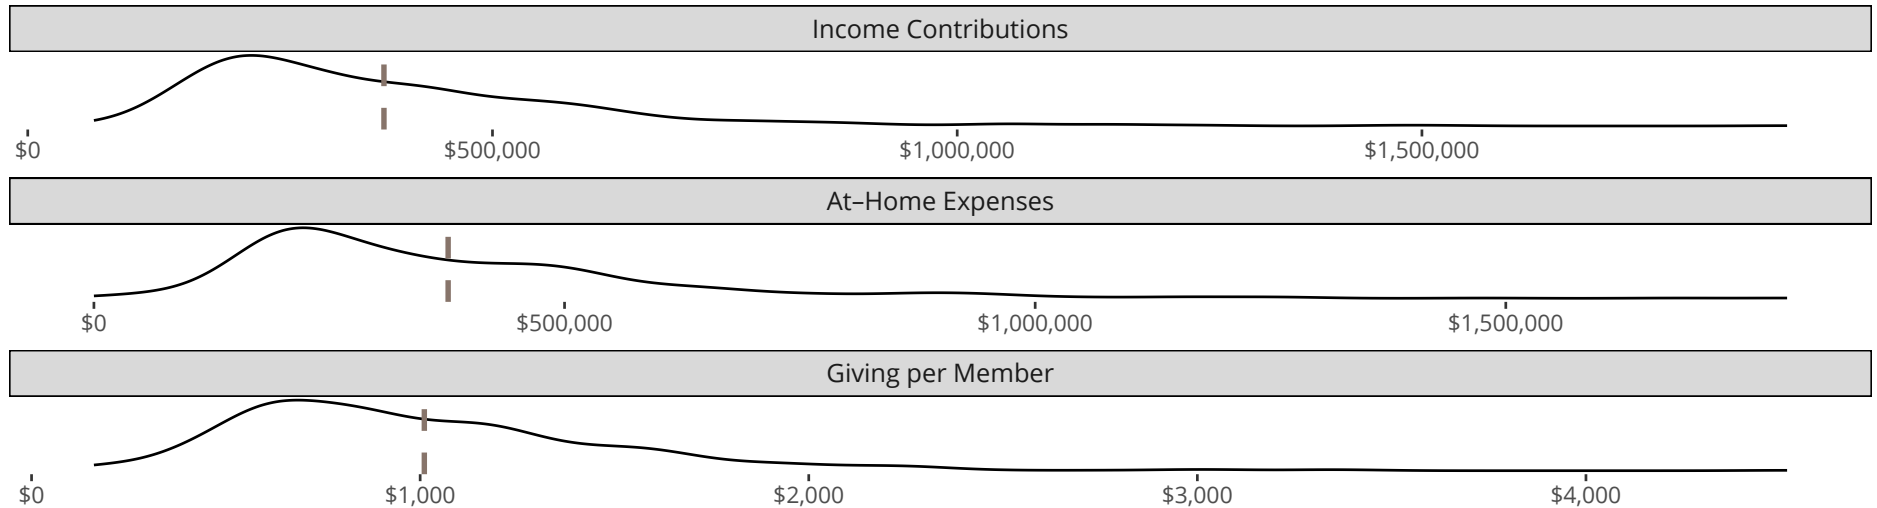 Income Contributions
$0 $500,000 $1,000,000 $1,500,000
At–Home Expenses
$0 $500,000 $1,000,000 $1,500,000
Giving per Member
$0 $1,000 $2,000 $3,000 $4,000